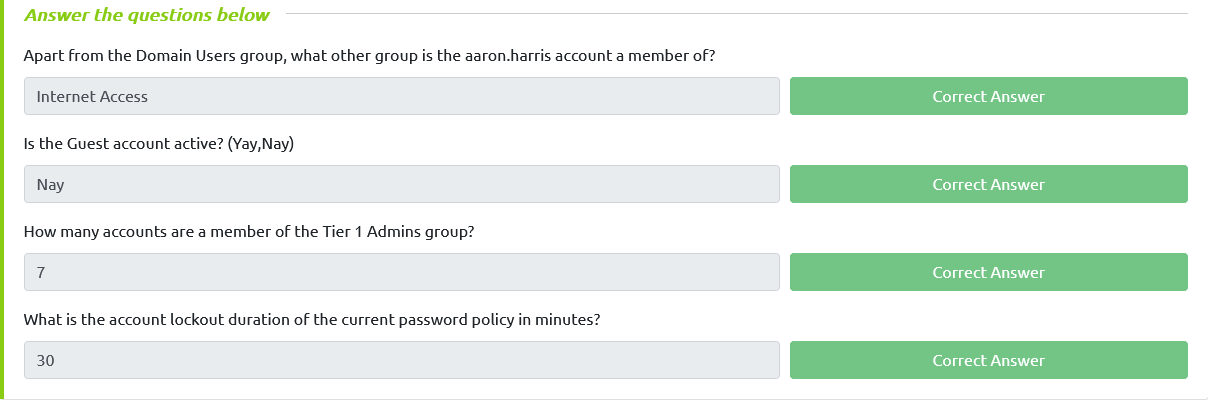 Answer the questions below
Apart from the Domain Users group, what other group is the aaron.harris account a member of?
Internet Access
Correct Answer
Is the Guest account active? (Yay,Nay)
Nay
Correct Answer
How many accounts are a member of the Tier 1 Admins group?
7
Correct Answer
What is the account lockout duration of the current password policy in minutes?
30
Correct Answer